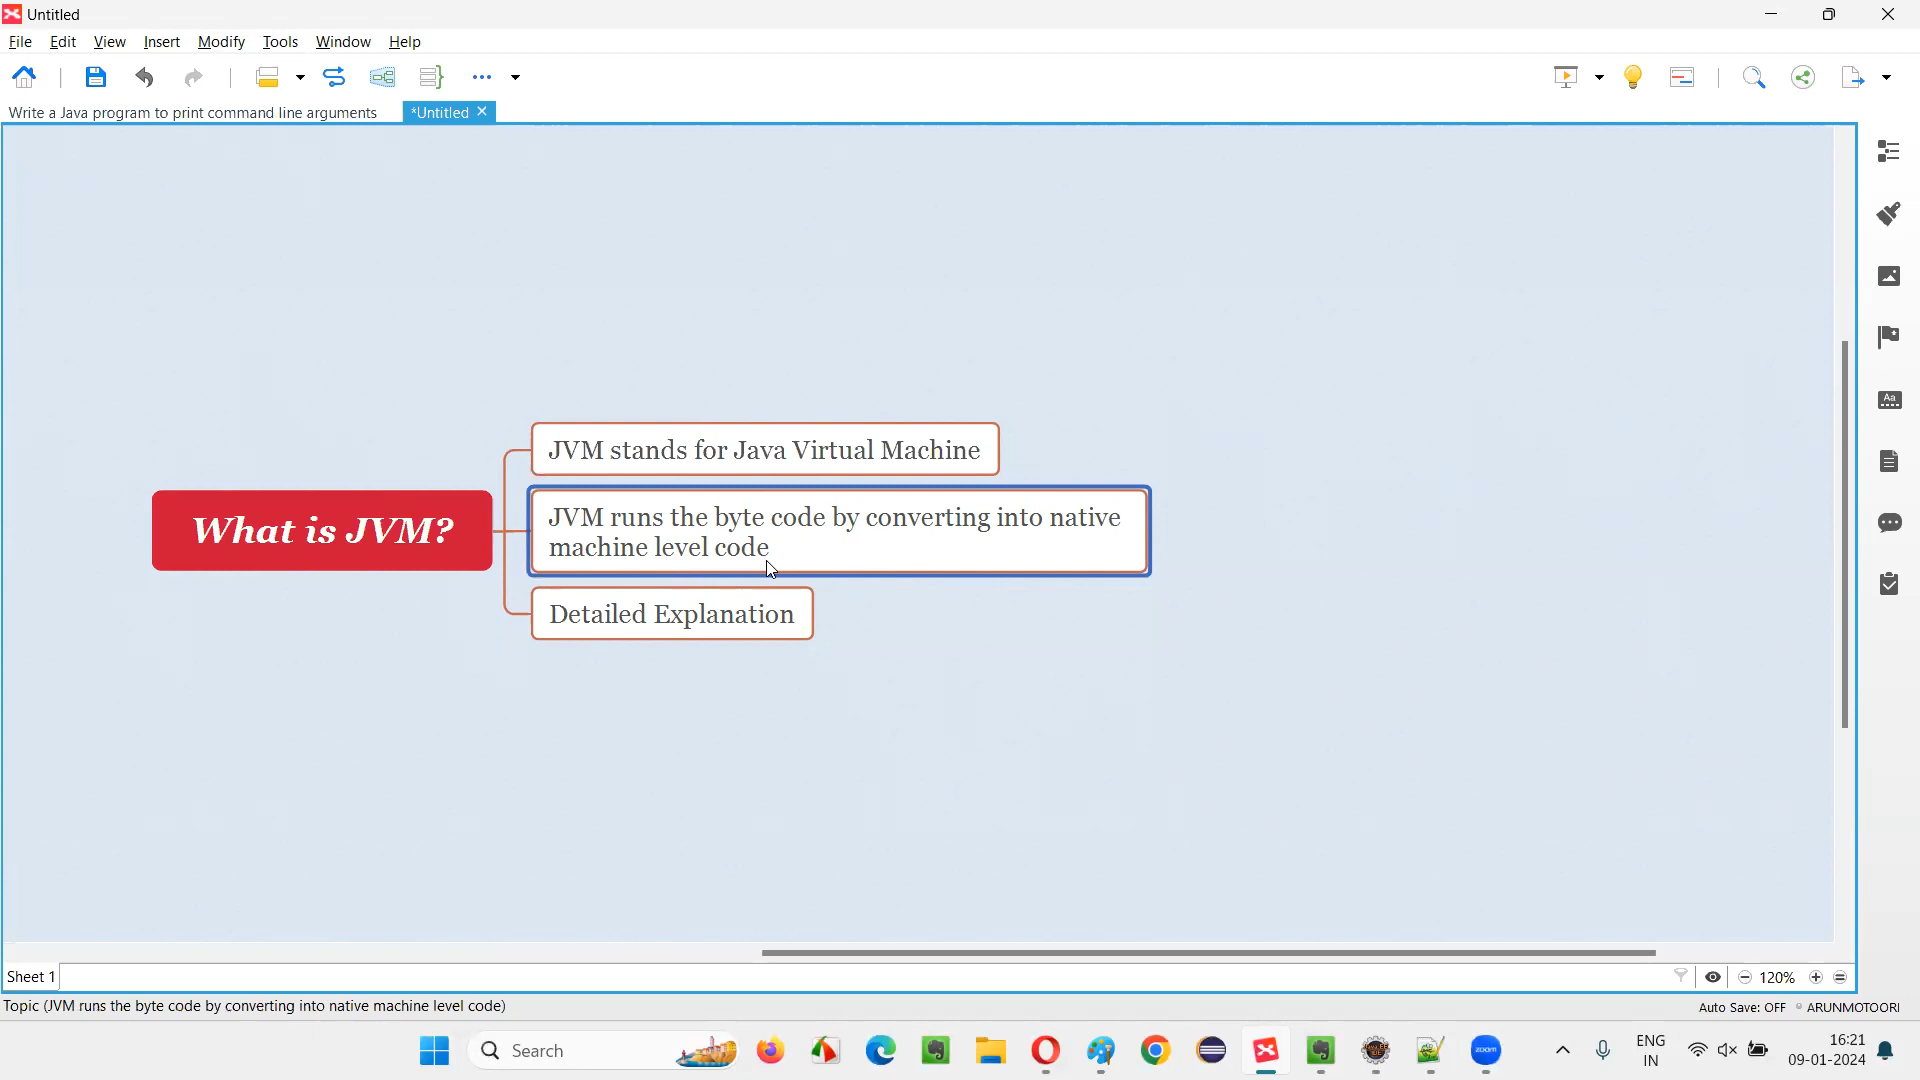 Untitled
File Edit View Insert Modify Tools Window Help
Write a Java program to print command line arguments *Untitled
JVM stands for Java Virtual Machine
What is JVM?
JVM runs the byte code by converting into native
machine level code
Detailed Explanation
Aa
Sheet 1 120%
Topic (JVM runs the byte code by converting into native machine level code) Auto Save: OFF ARUNMOTOORI
Search zoom ENG 16:21
IN 09-01-2024